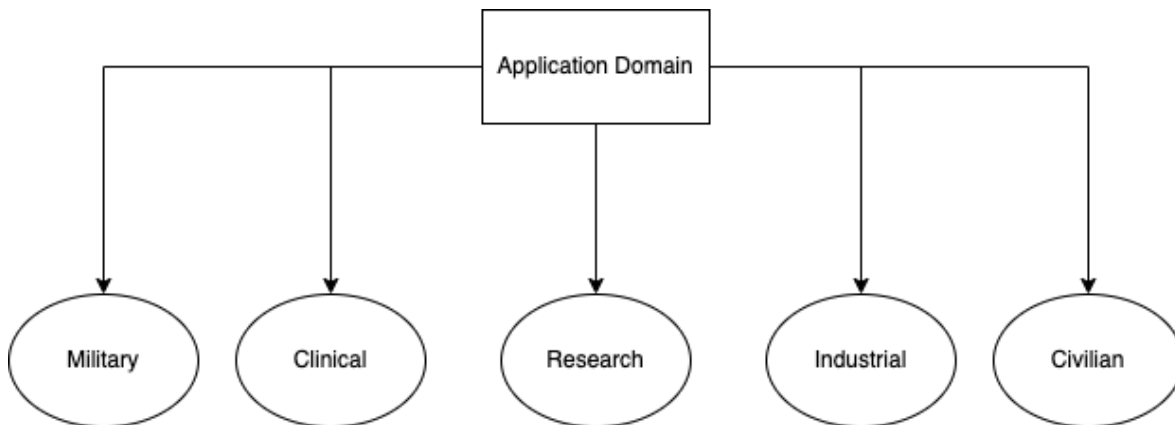 Application Domain
Military
Clinical
Research
Industrial
Civilian